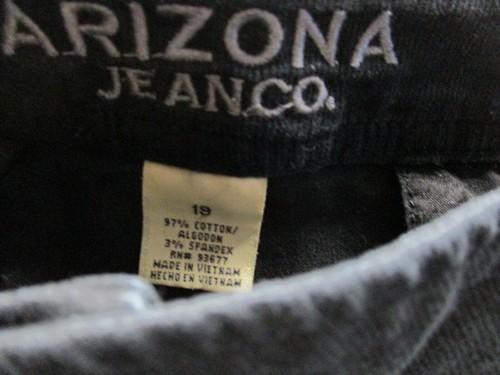 ARIZONA
JEAN CO.
19
97% COTTON/
ALGODON
3% SPANDEX
RN# 93677
MADE IN VIETNAM
HECHO EN VIETNAM